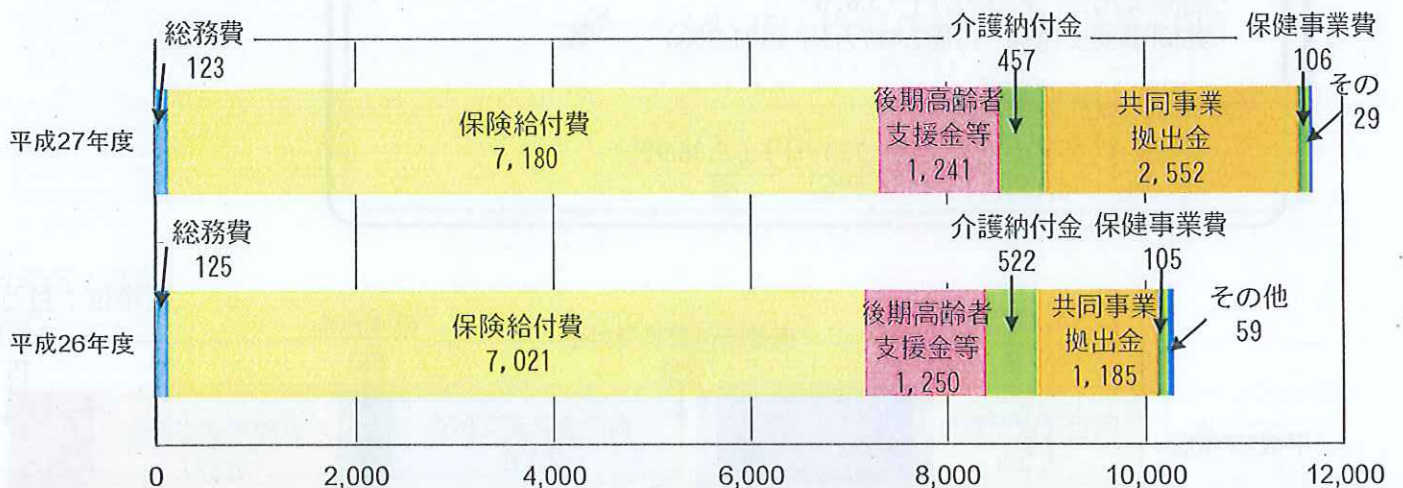 総務費
123
介護納付金
457
保健事業費
106
その
29
平成27年度
保険給付費
7,180
後期高齢者
支援金等
1,241
共同事業
拠出金
2,552
総務費
125
介護納付金
522
保健事業費
105
その他
59
平成26年度
保険給付費
7,021
後期高齢者
支援金等
1,250
共同事業
拠出金
1,185
0
2,000
4,000
6,000
8,000
10,000
12,000